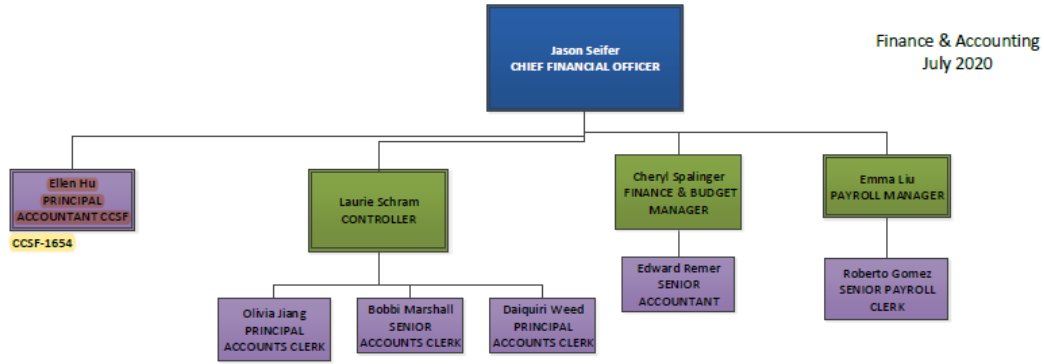 Jason Seifer
CHIEF FINANCIAL OFFICER
Finance & Accounting
July 2020
Ellen Hu
PRINCIPAL
ACCOUNTANT CCSF
CCSF-1654
Laurie Schram
CONTROLLER
Cheryl Spalinger
FINANCE & BUDGET
MANAGER
Emma Liu
PAYROLL MANAGER
Olivia Jiang
PRINCIPAL
ACCOUNTS CLERK
Bobbi Marshall
SENIOR
ACCOUNTS CLERK
Daiquiri Weed
PRINCIPAL
ACCOUNTS CLERK
Edward Remer
SENIOR
ACCOUNTANT
Roberto Gomez
SENIOR PAYROLL
CLERK